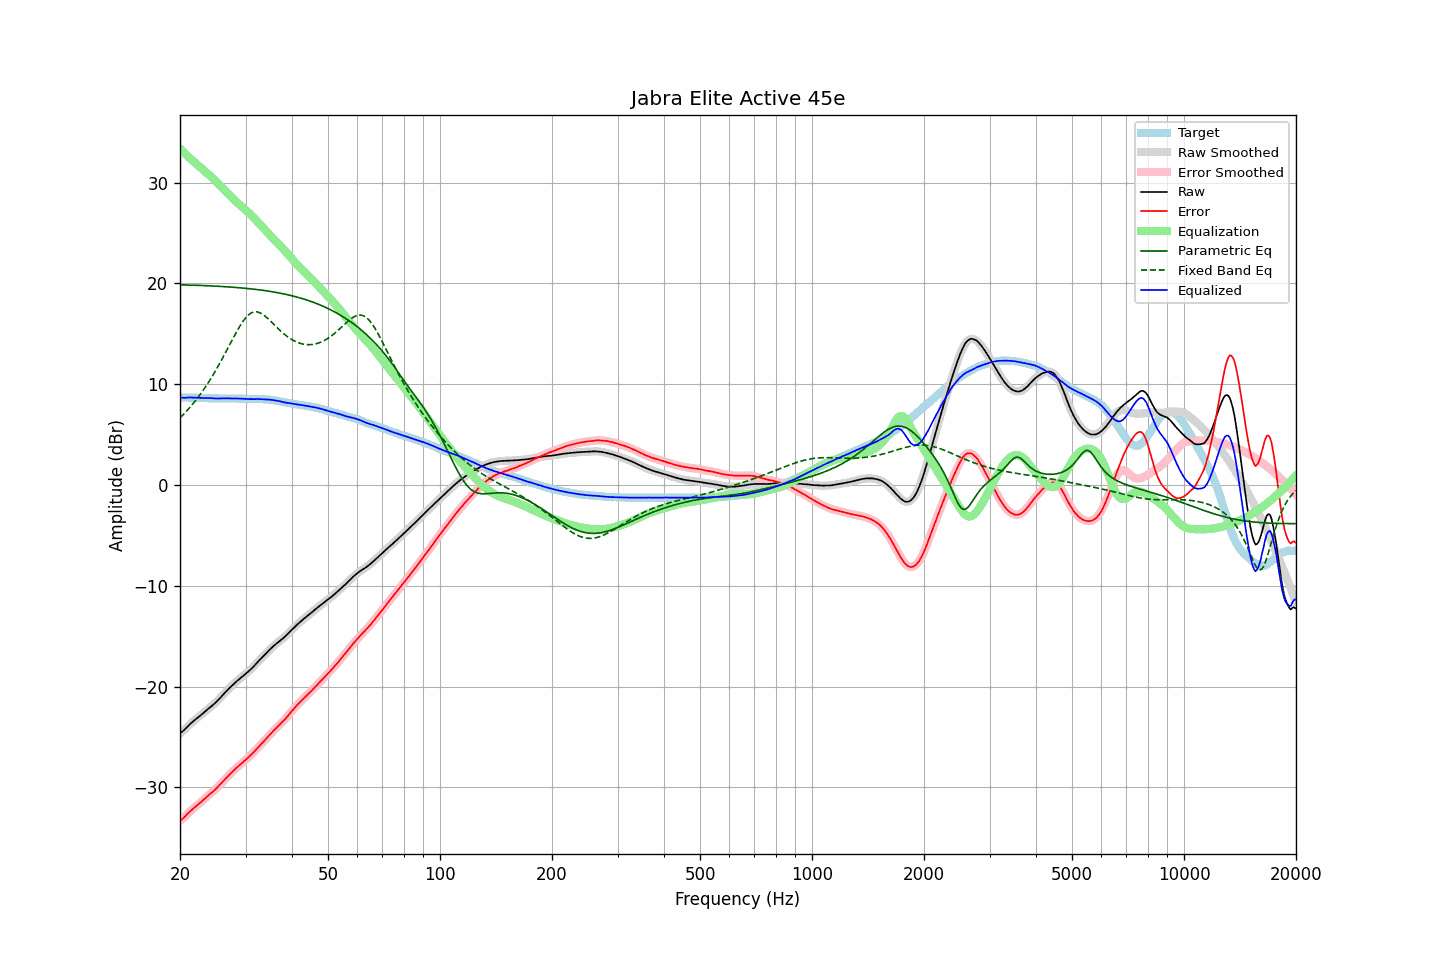 Jabra Elite Active 45e
Target
Raw Smoothed
Error Smoothed
Raw
Error
Equalization
Parametric Eq
Fixed Band Eq
Equalized
Amplitude (dBr)
30
20
10
0
−10
−20
−30
20
50
100
200
500
1000
2000
5000
10000
20000
Frequency (Hz)